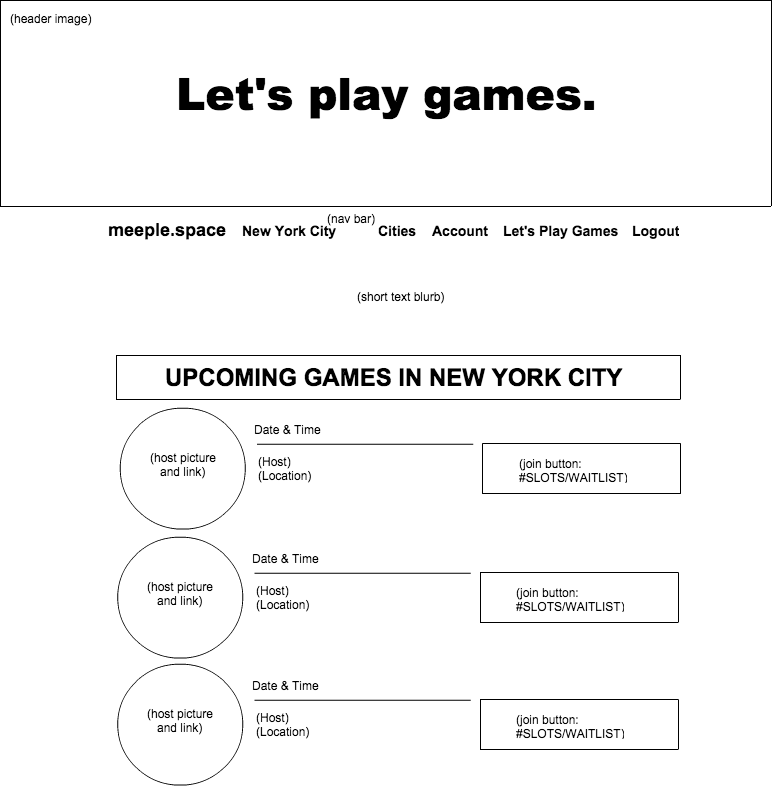 (header image)
Let's play games.
(nav bar)
meeple.space New York City Cities Account Let's Play Games Logout
(short text blurb)
UPCOMING GAMES IN NEW YORK CITY
(host picture
and link)
Date & Time
(Host)
(Location)
(join button:
#SLOTS/WAITLIST)
(host picture
and link)
Date & Time
(Host)
(Location)
(join button:
#SLOTS/WAITLIST)
(host picture
and link)
Date & Time
(Host)
(Location)
(join button:
#SLOTS/WAITLIST)